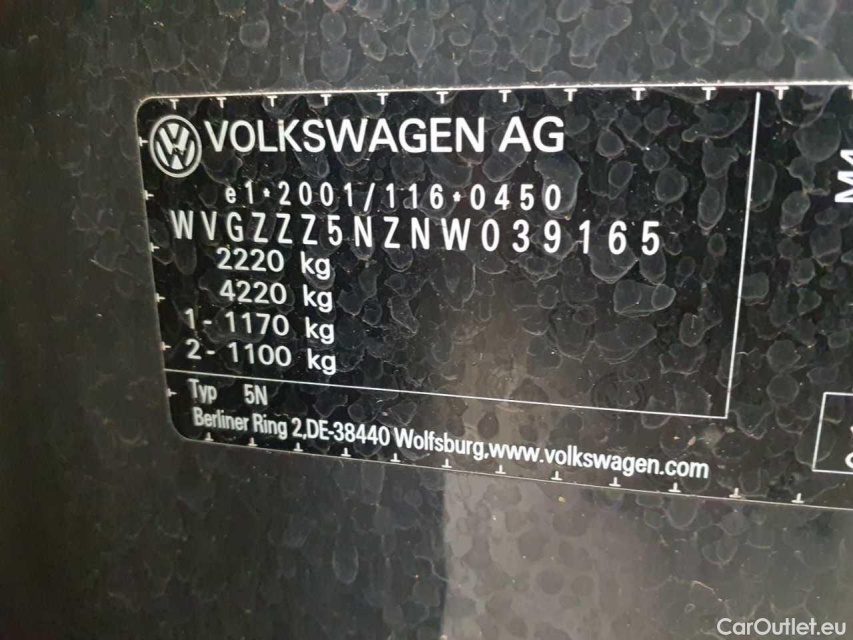 VOLKSWAGEN AG
e1*2001/116*0450
WVGZZZ5NZNW039165
2220 kg
4220 kg
1- 1170 kg
2- 1100 kg
Typ 5N
Berliner Ring 2,DE-38440 Wolfsburg,www.volkswagen.com
M1
CarOutlet.eu